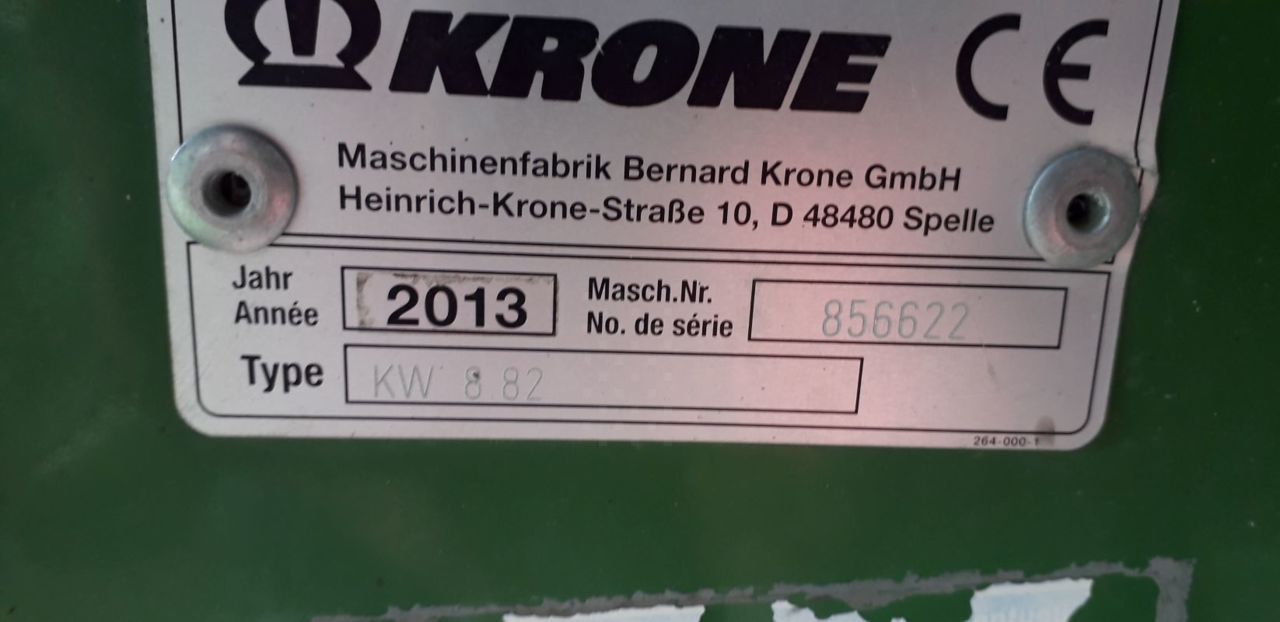 KRONE CE
Maschinenfabrik Bernard Krone GmbH
Heinrich-Krone-Straße 10, D 48480 Spelle
Jahr
Année
2013
Masch.Nr.
No. de série
856622
Type
KW 8.82
264-000-1